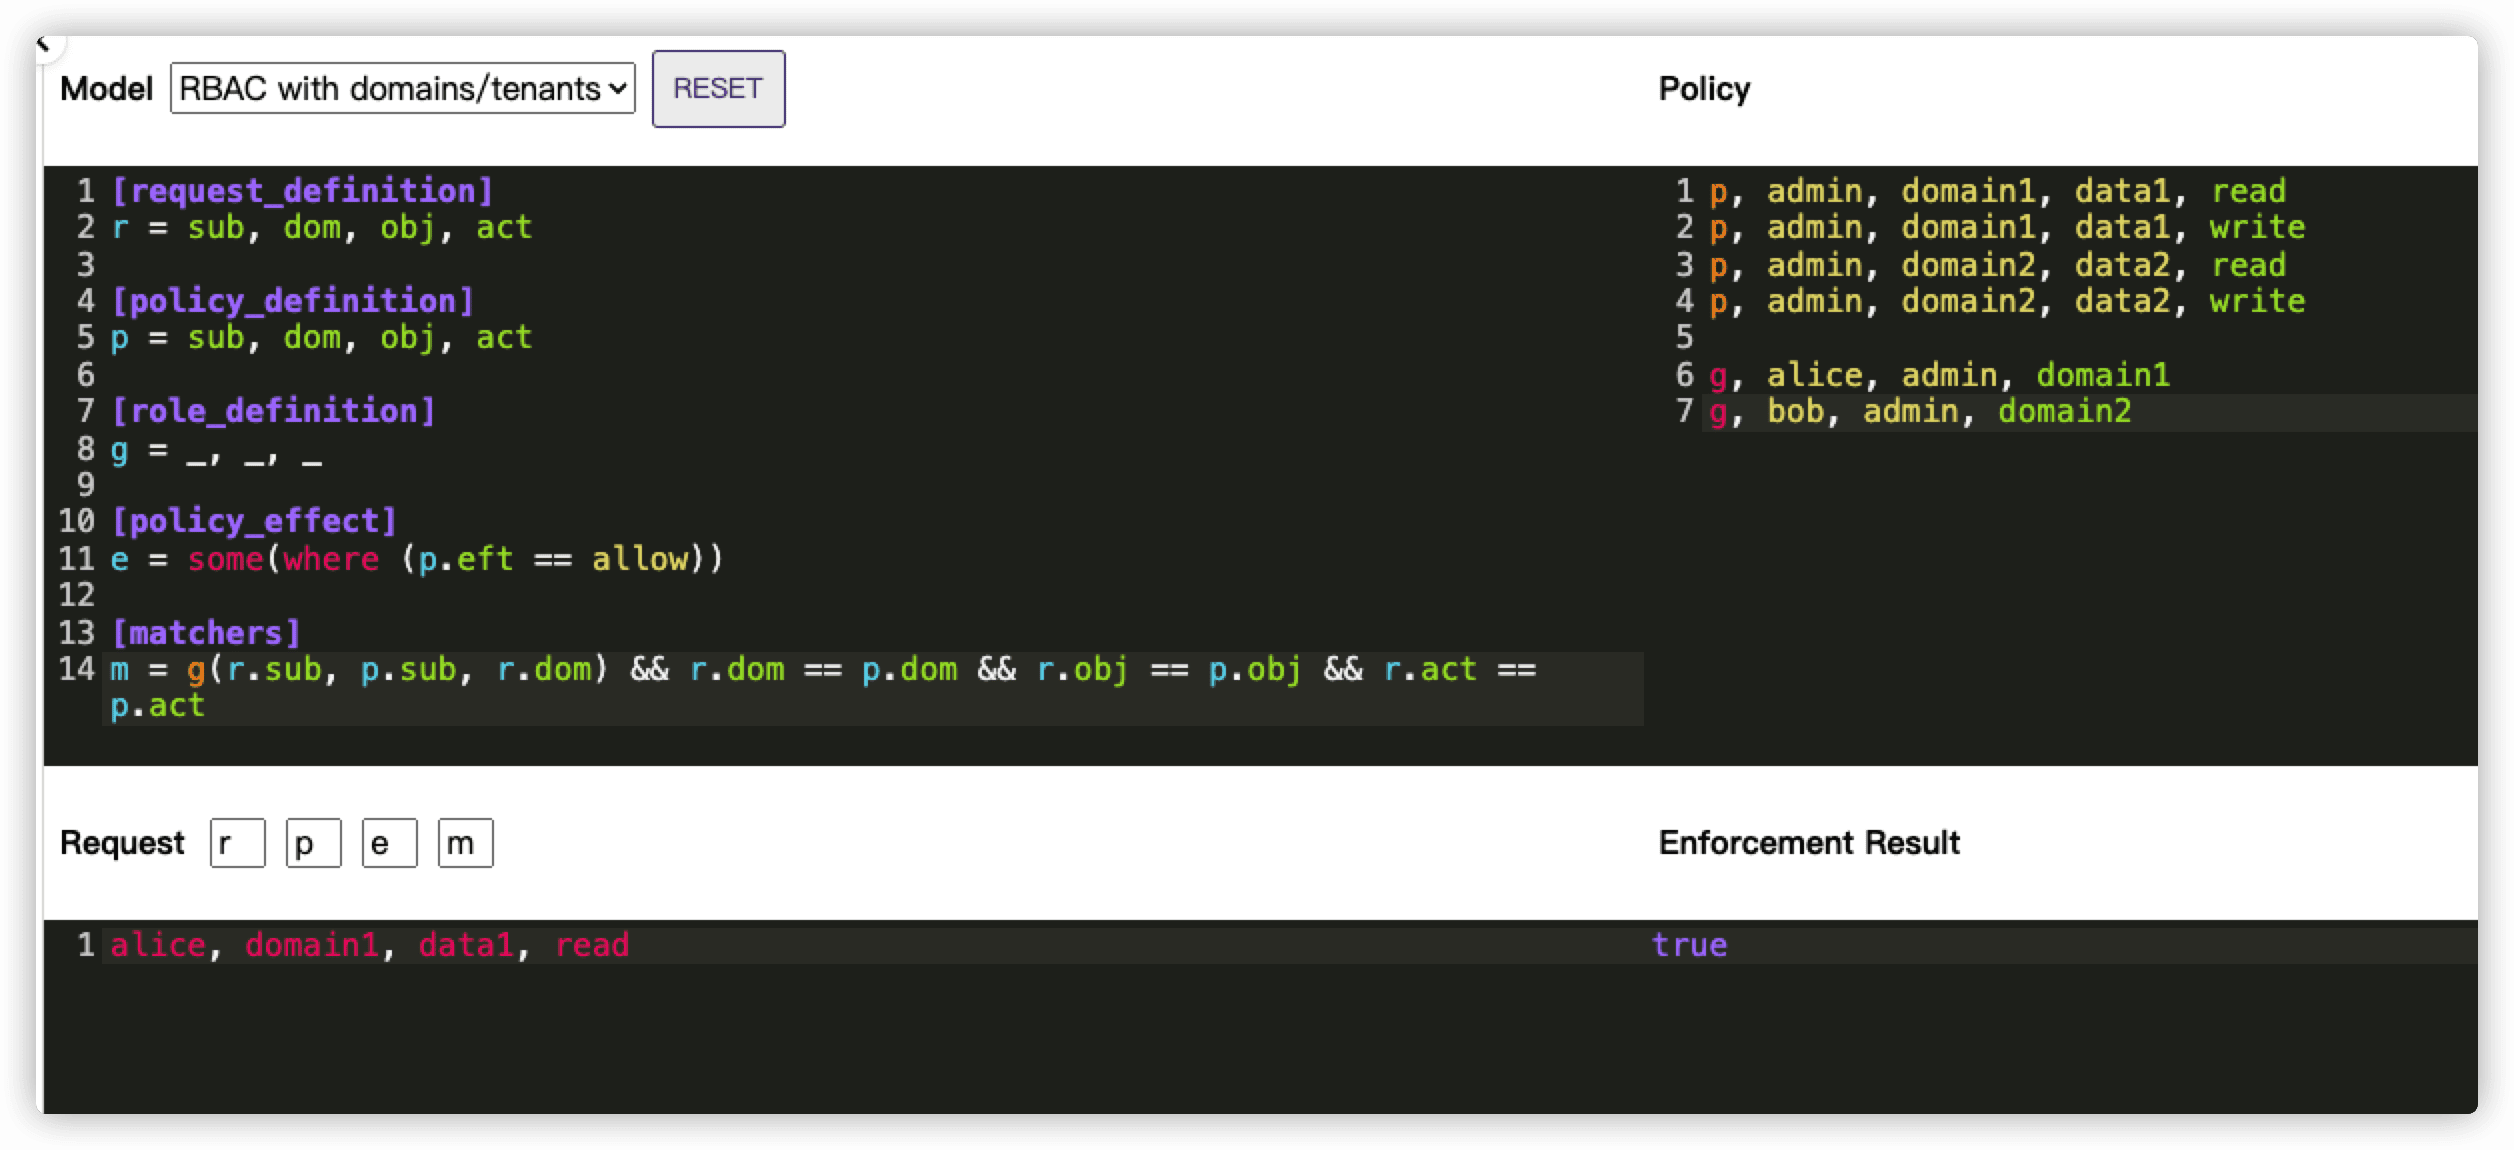 Model RBAC with domains/tenants RESET
1 [request_definition]
2 r = sub, dom, obj, act
3
4 [policy_definition]
5 p = sub, dom, obj, act
6
7 [role_definition]
8 g = _, _, _
9
10 [policy_effect]
11 e = some(where (p.eft == allow))
12
13 [matchers]
14 m = g(r.sub, p.sub, r.dom) && r.dom == p.dom && r.obj == p.obj && r.act ==
p.act
Policy
1 p, admin, domain1, data1, read
2 p, admin, domain1, data1, write
3 p, admin, domain2, data2, read
4 p, admin, domain2, data2, write
5
6 g, alice, admin, domain1
7 g, bob, admin, domain2
Request r p e m
1 alice, domain1, data1, read
Enforcement Result
true